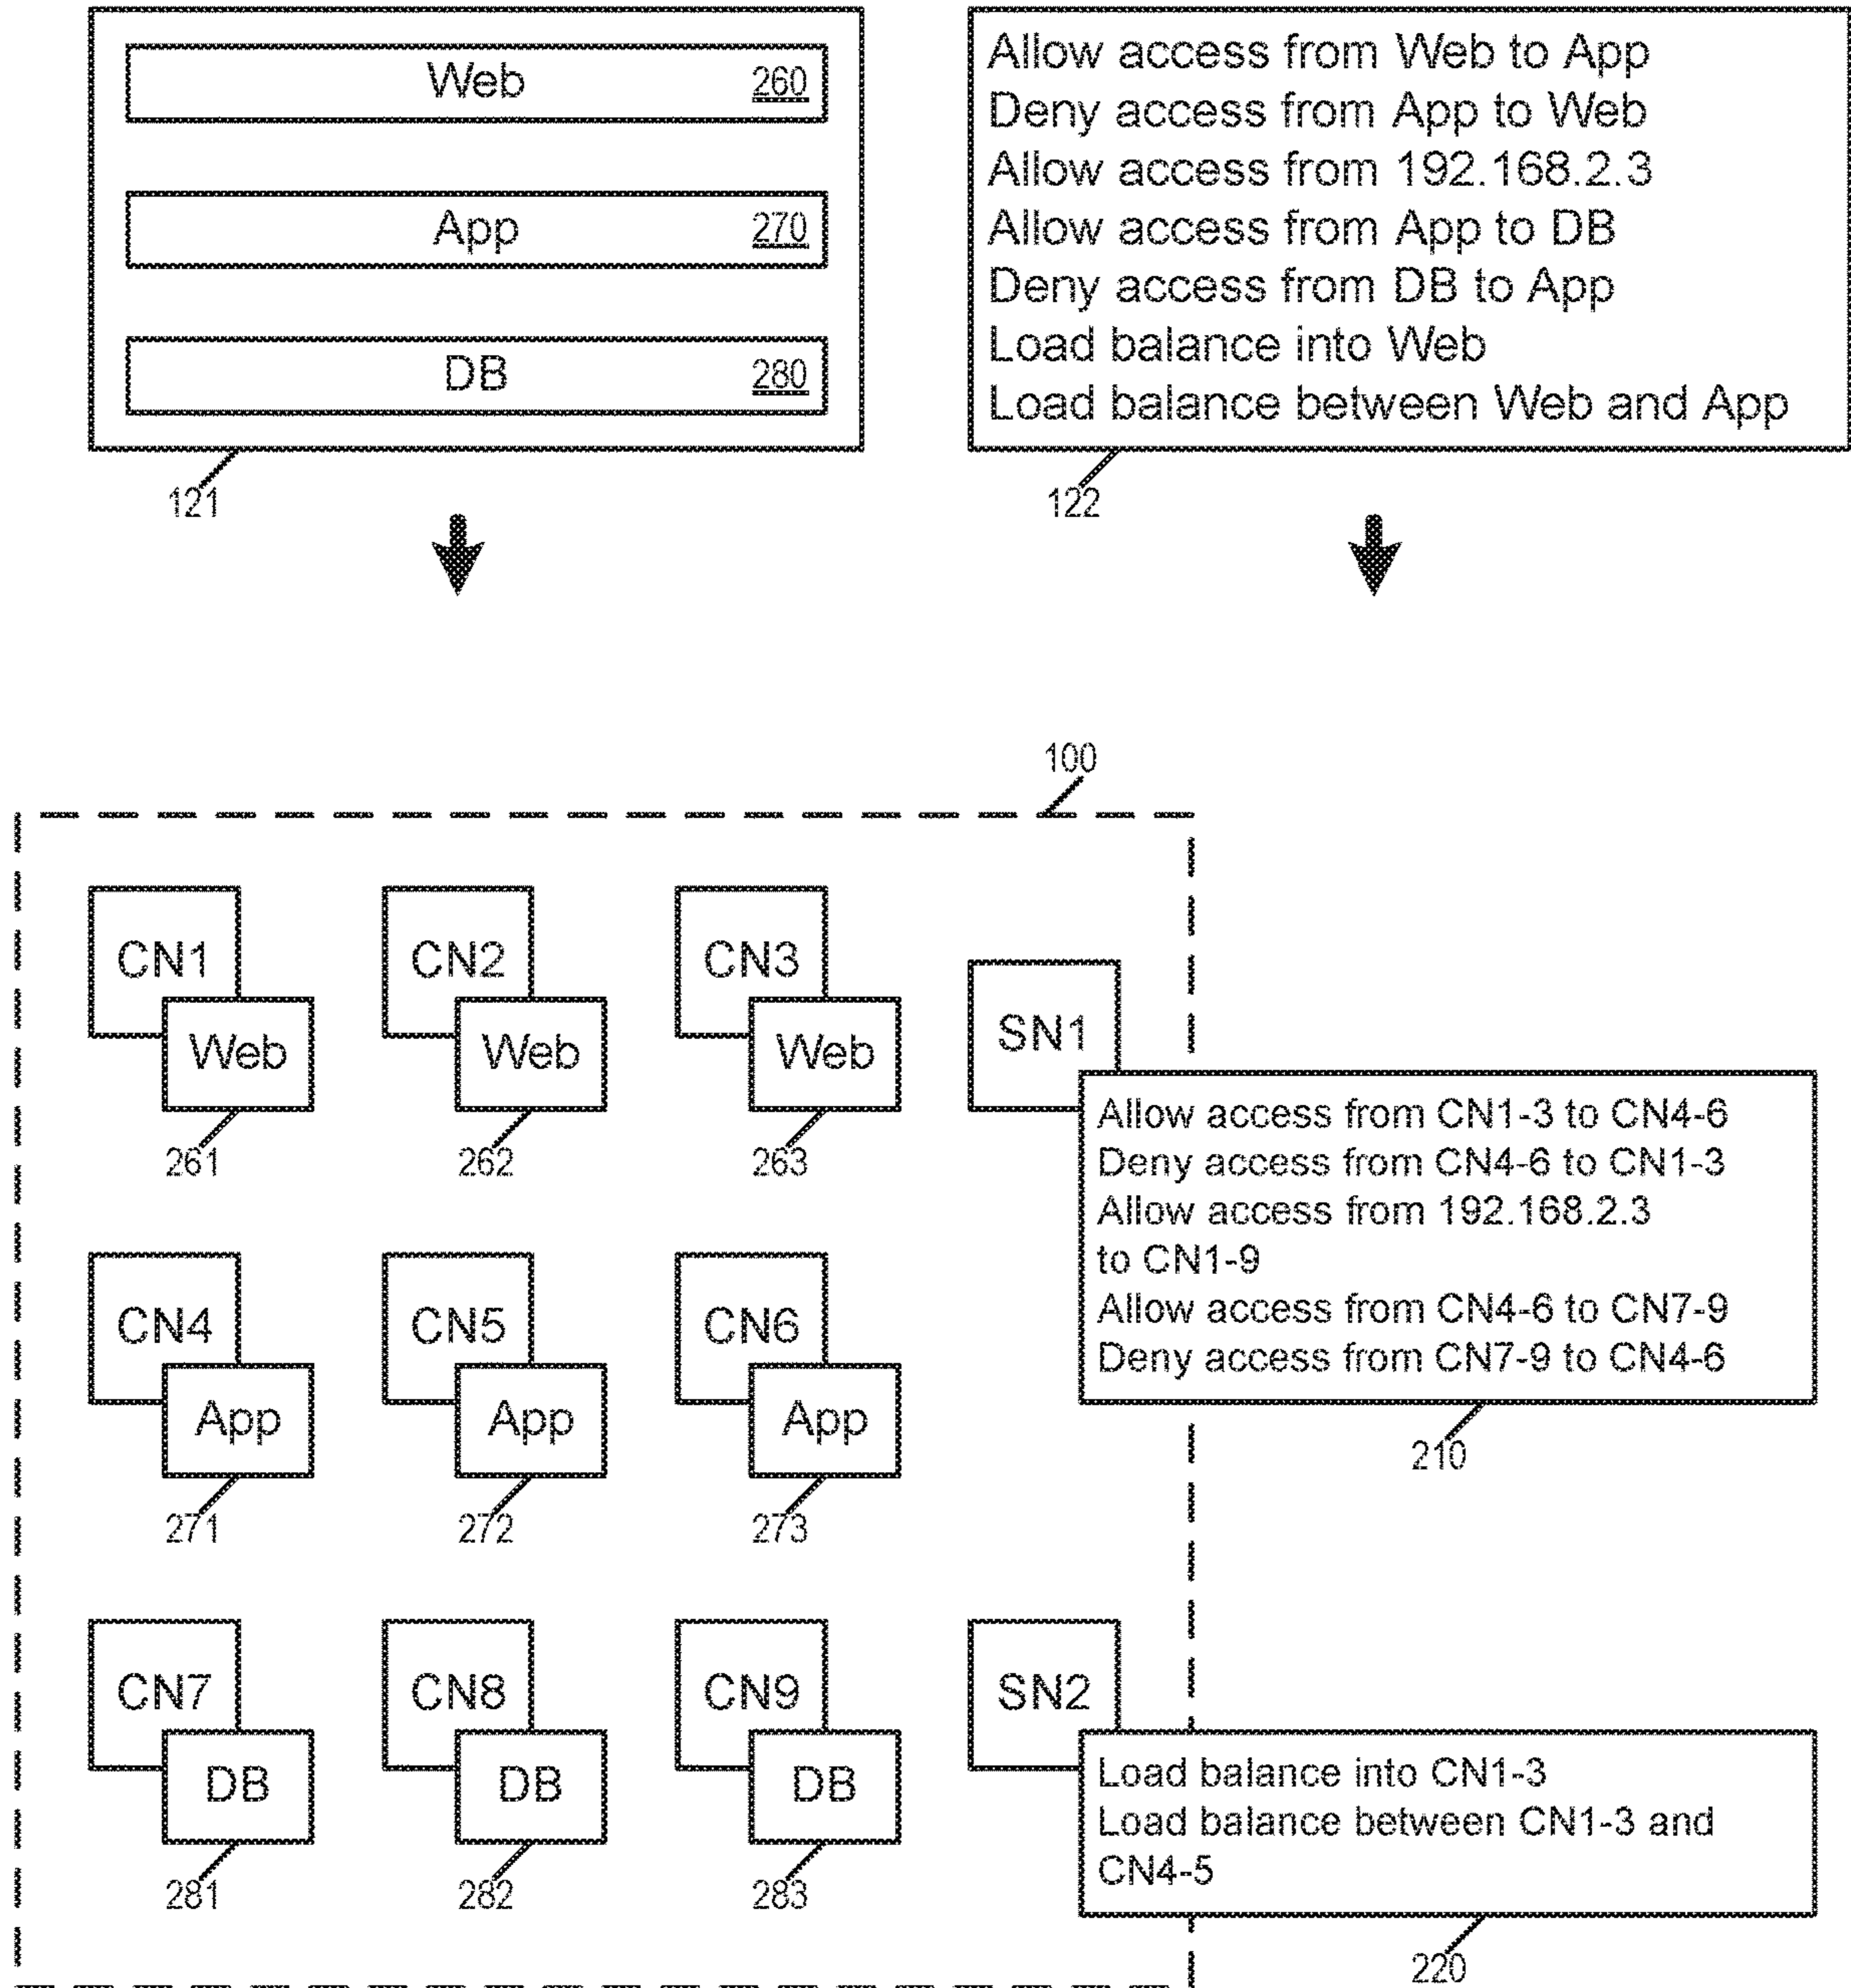 Web 260
App 270
DB 280
121
Allow access from Web to App
Deny access from App to Web
Allow access from 192.168.2.3
Allow access from App to DB
Deny access from DB to App
Load balance into Web
Load balance between Web and App
122
100
CN1
Web
261
CN2
Web
262
CN3
Web
263
SN1
Allow access from CN1-3 to CN4-6
Deny access from CN4-6 to CN1-3
Allow access from 192.168.2.3
to CN1-9
Allow access from CN4-6 to CN7-9
Deny access from CN7-9 to CN4-6
210
CN4
App
271
CN5
App
272
CN6
App
273
CN7
DB
281
CN8
DB
282
CN9
DB
283
SN2
Load balance into CN1-3
Load balance between CN1-3 and
CN4-5
220